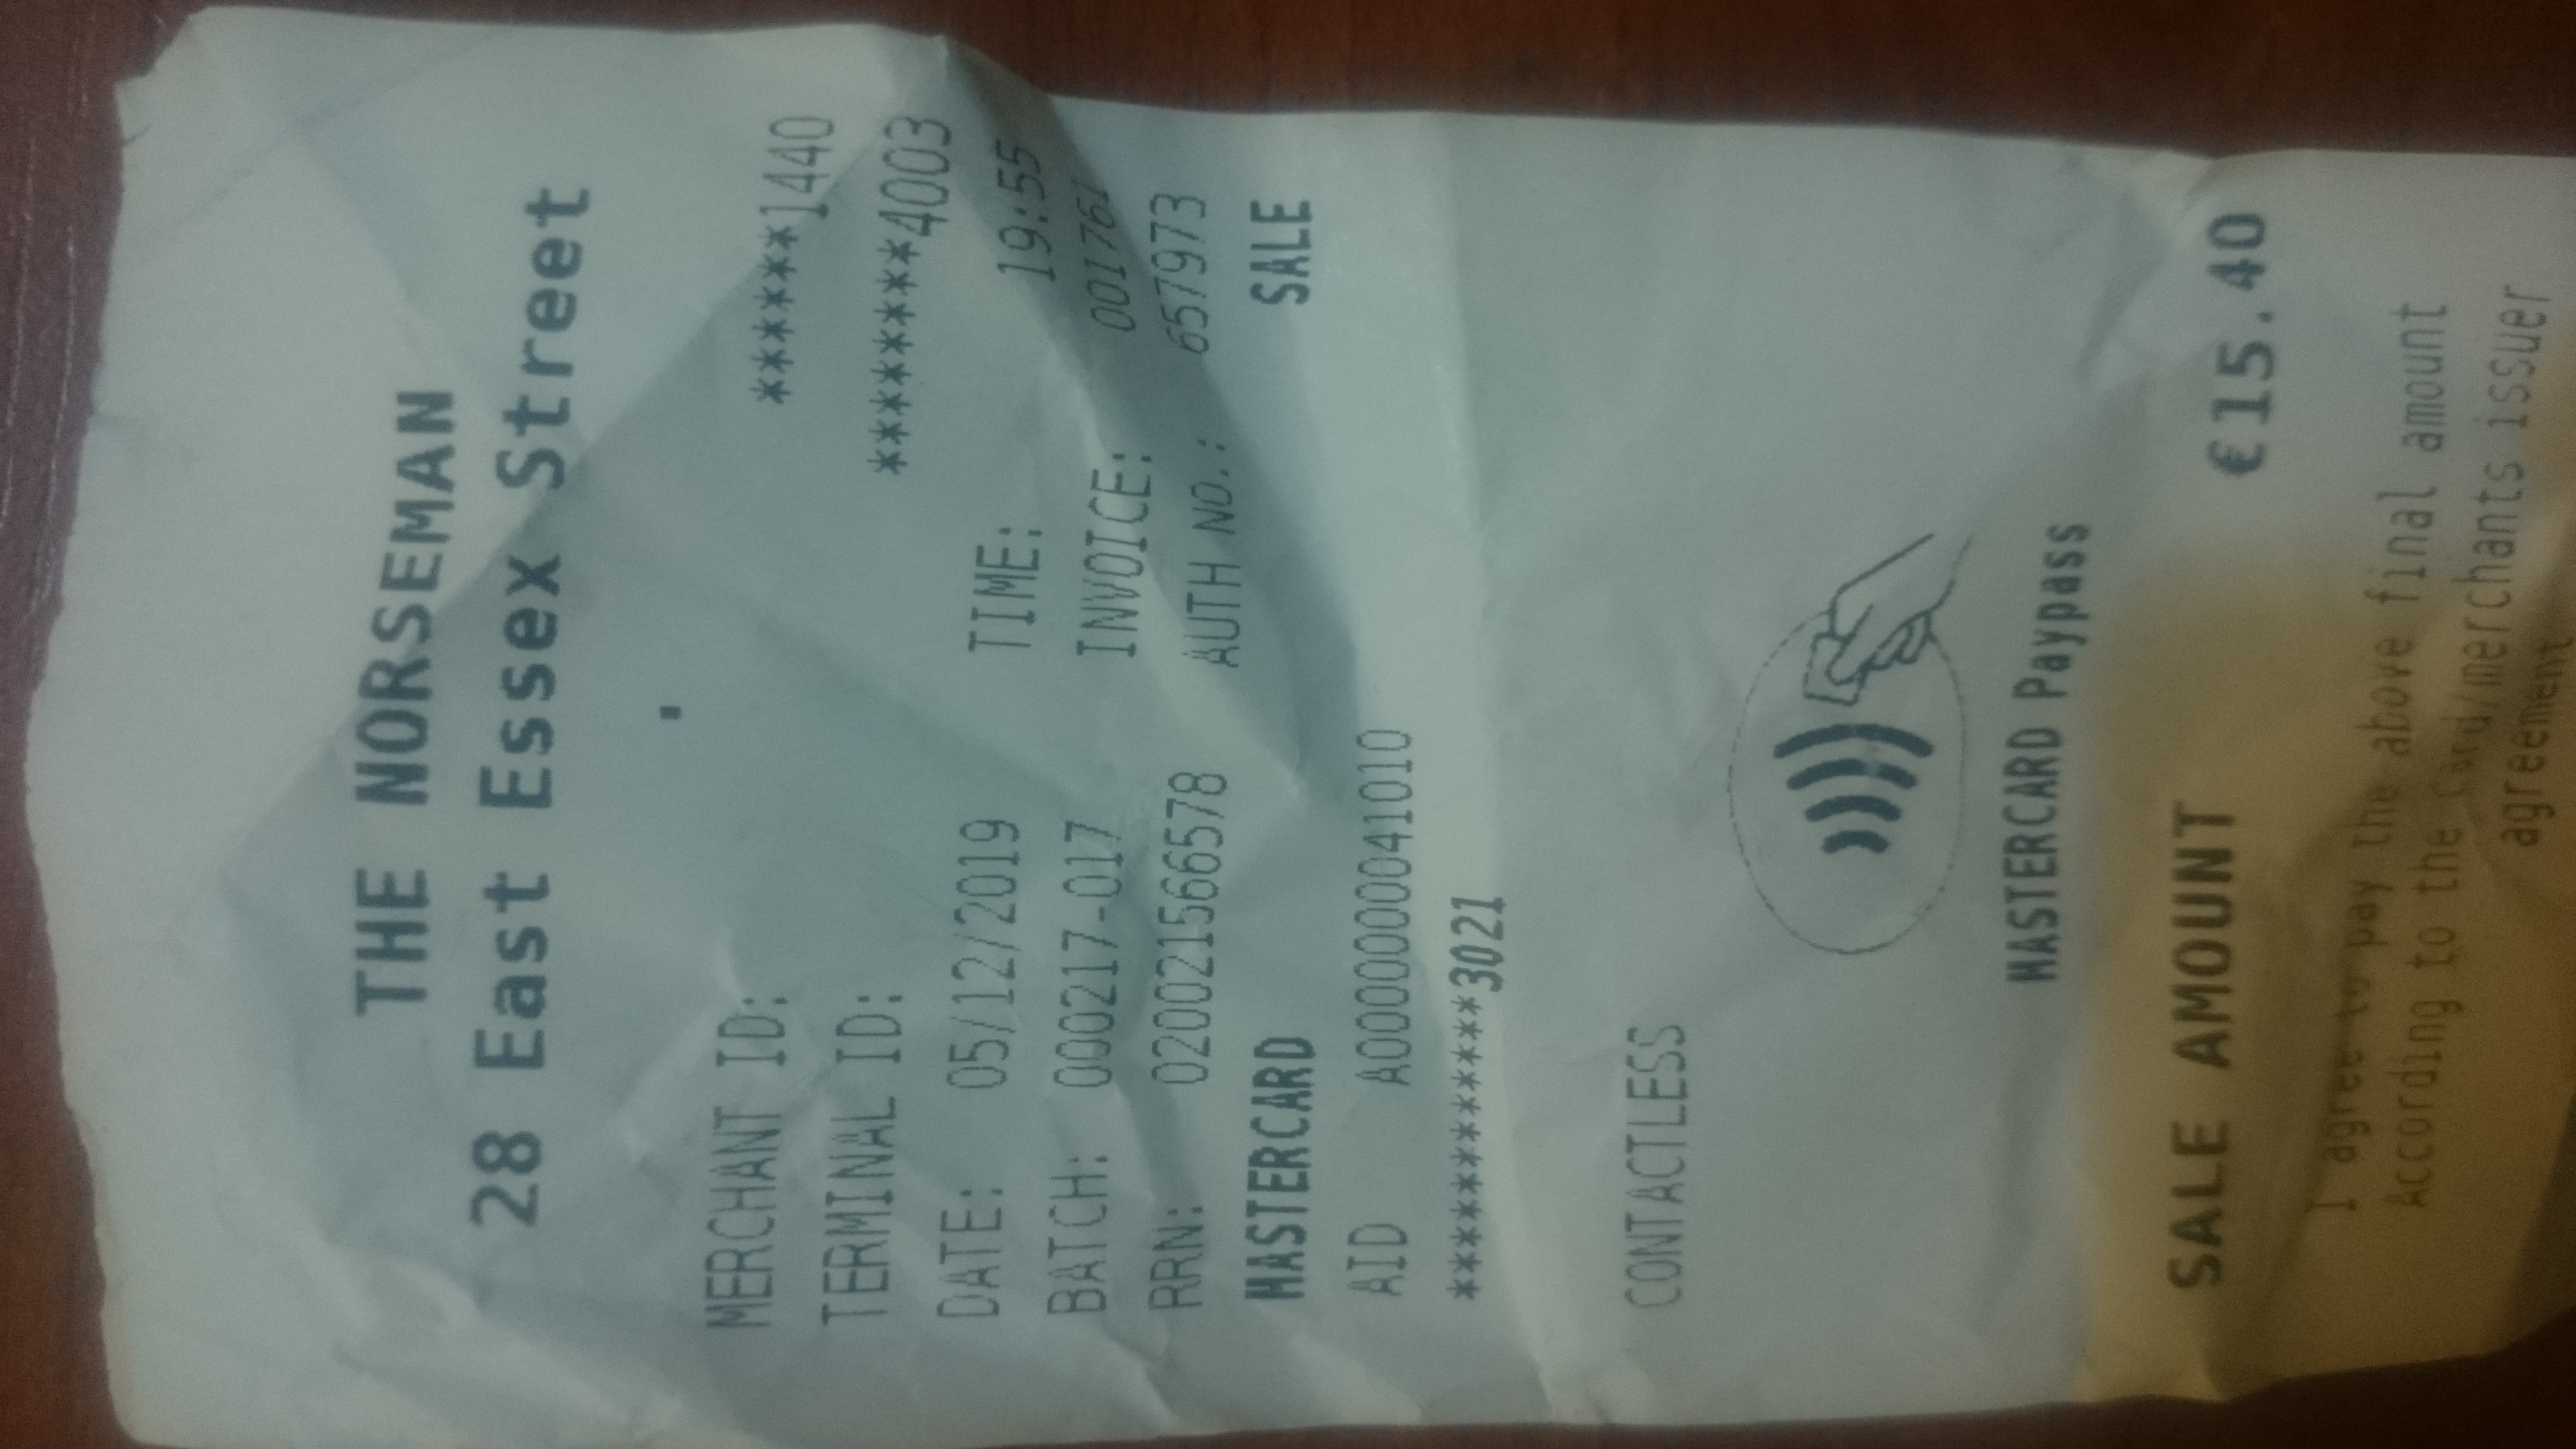 THE NORSEMAN
28 East Essex Street
.
MERCHANT ID: ******1440
TERMINAL ID: ********4003
DATE: 05/12/2019 TIME: 19:55
BATCH: 000217-017 INVOICE: 001761
RRN: 020002156578 AUTH NO.: 657973
MASTERCARD SALE
AID A0000000041010
************3021
CONTACTLESS
MASTERCARD Paypass
SALE AMOUNT €15.40
I agree to pay the above final amount
According to the Card/merchants issuer
agreement